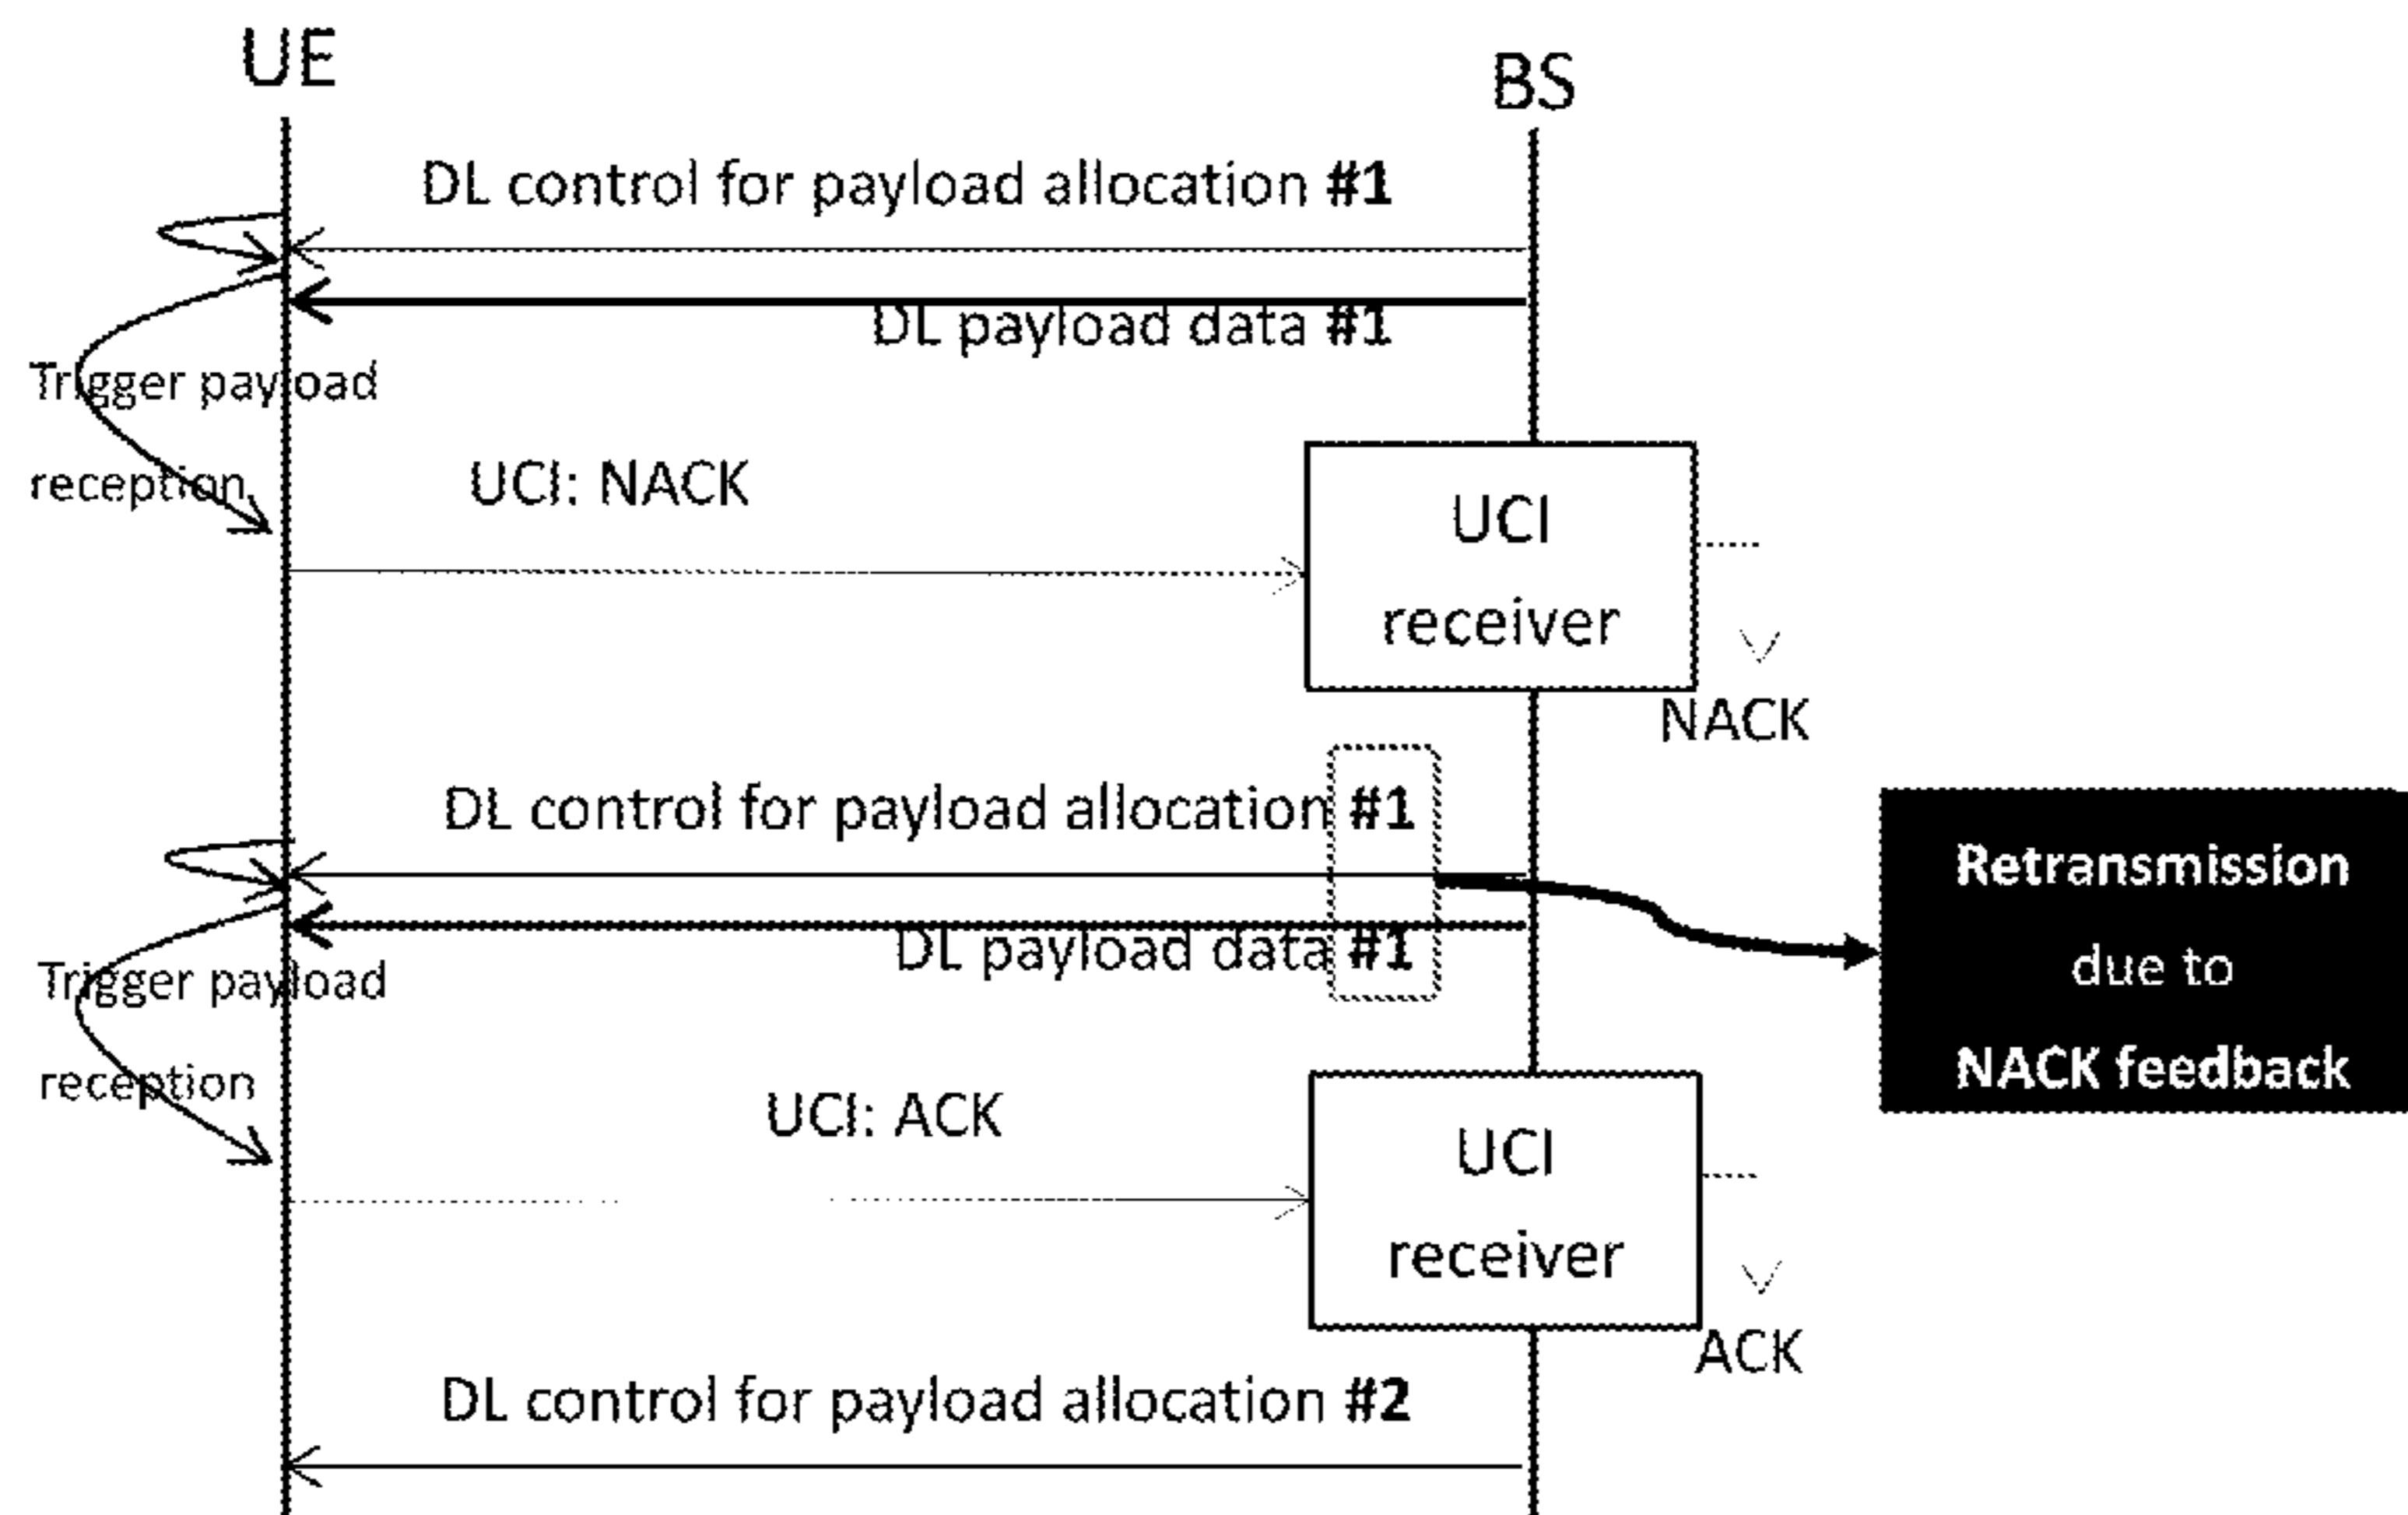 UE
BS
DL control for payload allocation #1
DL payload data #1
Trigger payload
reception
UCI: NACK
UCI
receiver
NACK
DL control for payload allocation #1
DL payload data #1
Trigger payload
reception
Retransmission
due to
NACK feedback
UCI: ACK
UCI
receiver
ACK
DL control for payload allocation #2